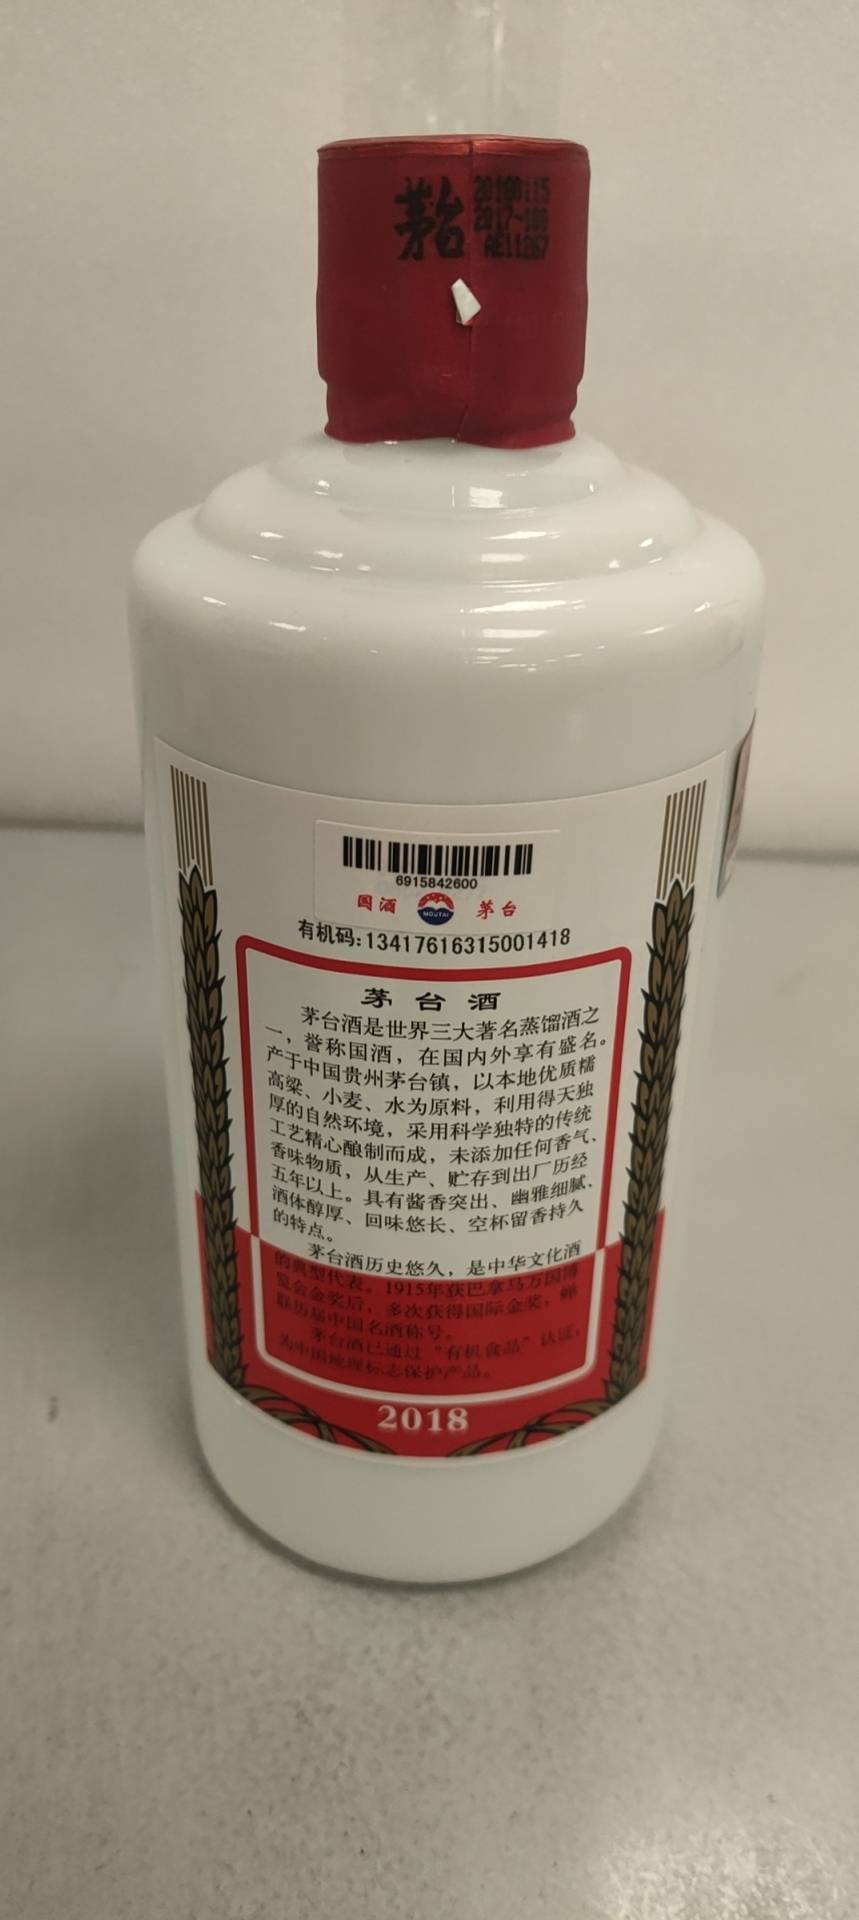 茅台
20180115
2017-108
AE11267
6915842600
国酒 MOUTAI 茅台
有机码:13417616315001418
茅台酒
茅台酒是世界三大著名蒸馏酒之
一，誉称国酒，在国内外享有盛名。
产于中国贵州茅台镇，以本地优质糯
高粱、小麦、水为原料，利用得天独
厚的自然环境，采用科学独特的传统
工艺精心酿制而成，未添加任何香气、
香味物质，从生产、贮存到出厂历经
五年以上。具有酱香突出、幽雅细腻、
酒体醇厚、回味悠长、空杯留香持久
的特点。
茅台酒历史悠久，是中华文化酒
的典型代表。1915年获巴拿马万国博
览会金奖后，多次获得国际金奖，蝉
联历届中国名酒称号。
茅台酒已通过“有机食品”认证，
为中国地理标志保护产品。
2018